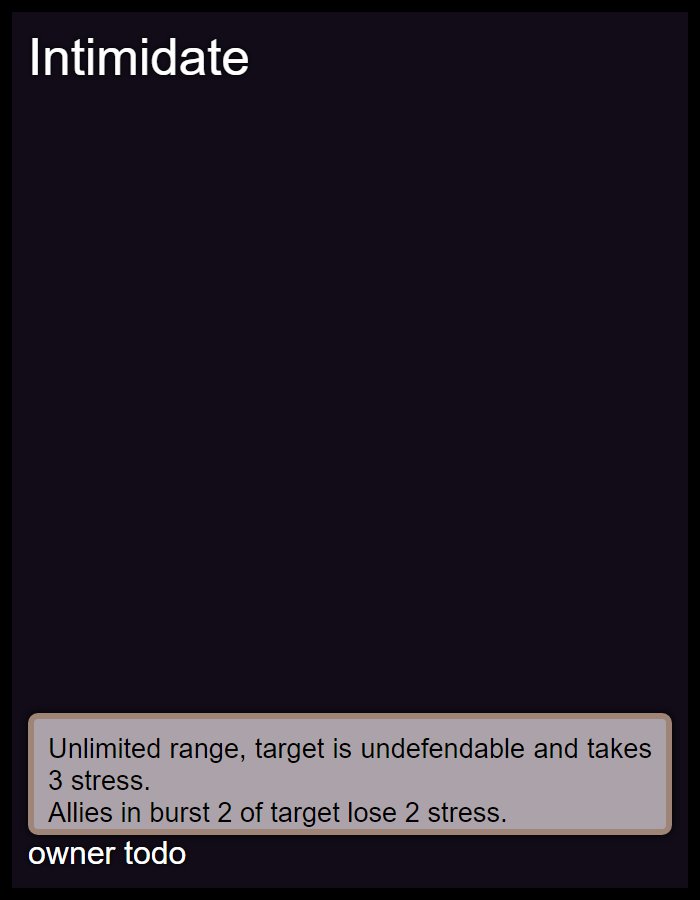 Intimidate
Unlimited range, target is undefendable and takes
3 stress.
Allies in burst 2 of target lose 2 stress.
owner todo